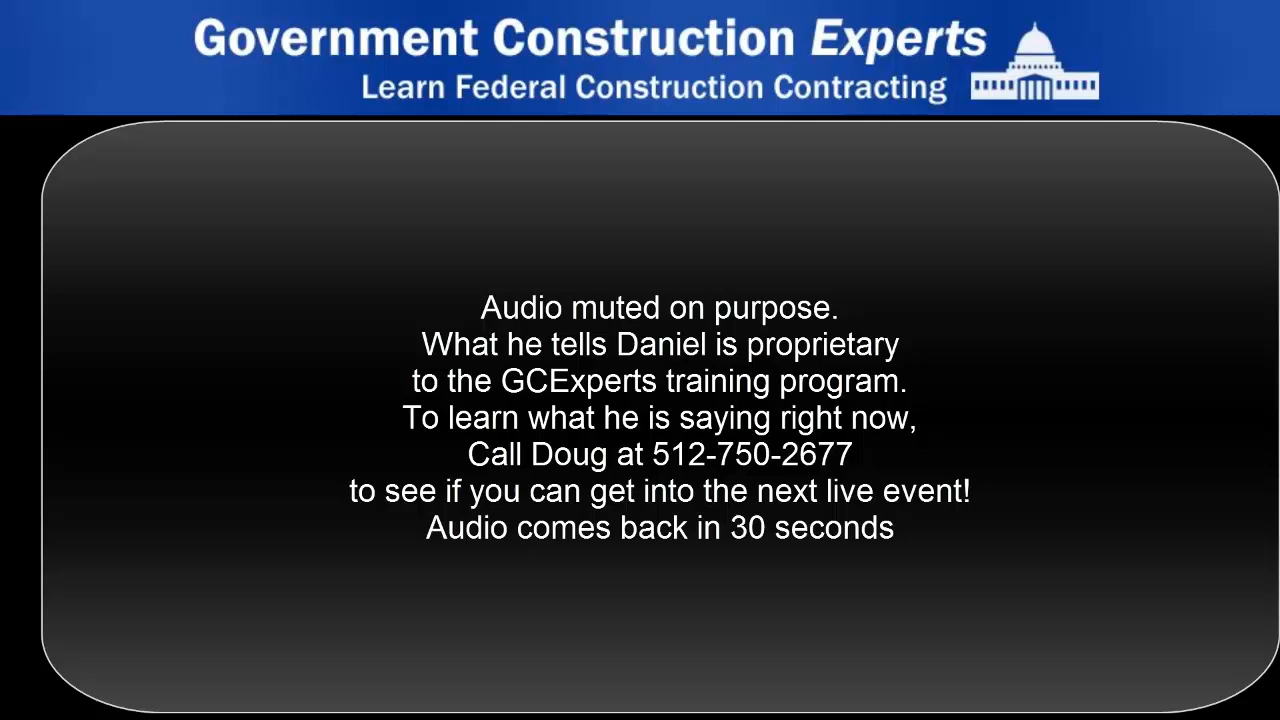 Government Construction Experts
Learn Federal Construction Contracting
Audio muted on purpose.
What he tells Daniel is proprietary
to the GCExperts training program.
To learn what he is saying right now,
Call Doug at 512-750-2677
to see if you can get into the next live event!
Audio comes back in 30 seconds